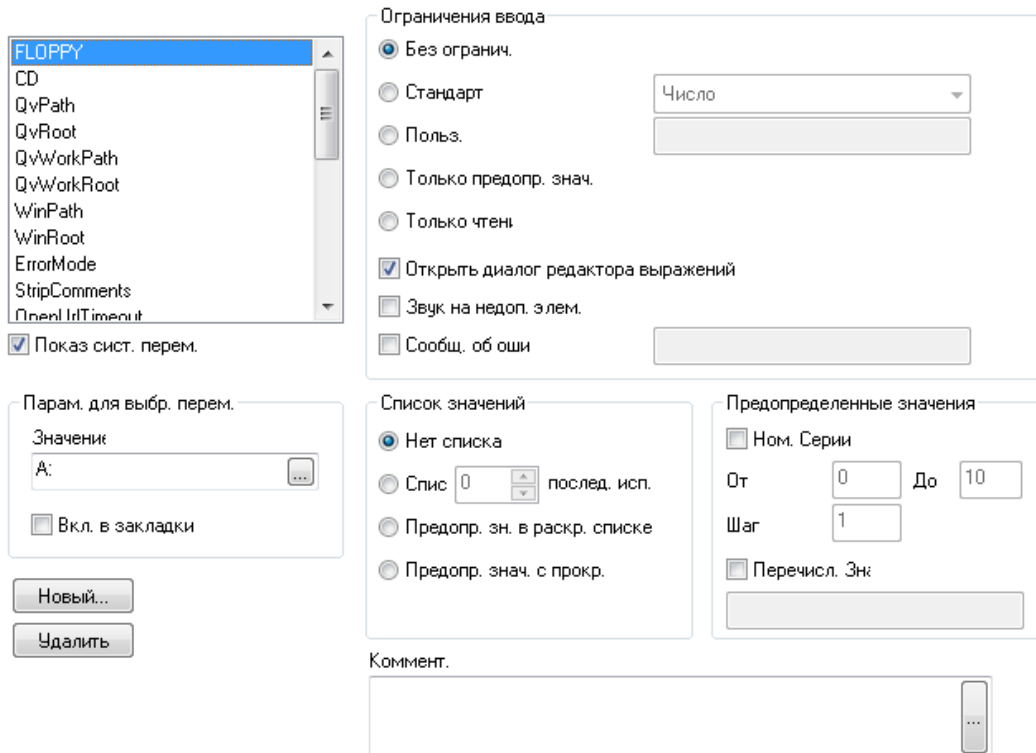 FLOPPY
CD
QvPath
QvRoot
QvWorkPath
QvWorkRoot
WinPath
WinRoot
ErrorMode
StripComments
OpenUrlTimeout
Показ сист. перем.
Ограничения ввода
Без огранич.
Стандарт Число
Польз.
Только предопр. знач.
Только чтени
Открыть диалог редактора выражений
Звук на недоп. элем.
Сообщ. об оши
Парам. для выбр. перем.
Значение
A: ...
Вкл. в закладки
Новый...
Удалить
Список значений
Нет списка
Спис 0 послед. исп.
Предопр. зн. в раскр. списке
Предопр. знач. с прокр.
Предопределенные значения
Ном. Серии
От 0 До 10
Шаг 1
Перечисл. Зна
Коммент.
...